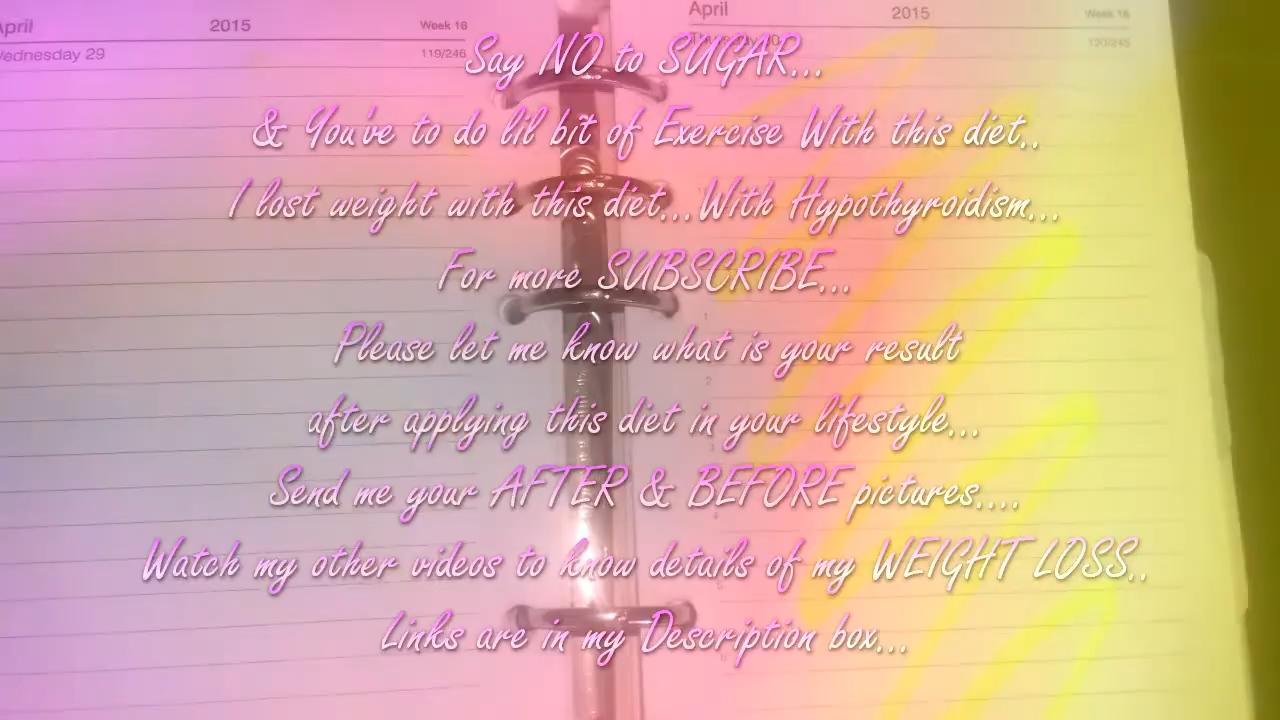 April 2015 Week 18
Wednesday 29 119/246
April 2015 Week 18
120/245
Say NO to SUGAR...
& You've to do lil bit of Exercise With this diet..
I lost weight with this diet...With Hypothyroidism...
For more SUBSCRIBE...
Please let me know what is your result
after applying this diet in your lifestyle...
Send me your AFTER & BEFORE pictures....
Watch my other videos to know details of my WEIGHT LOSS..
Links are in my Description box...